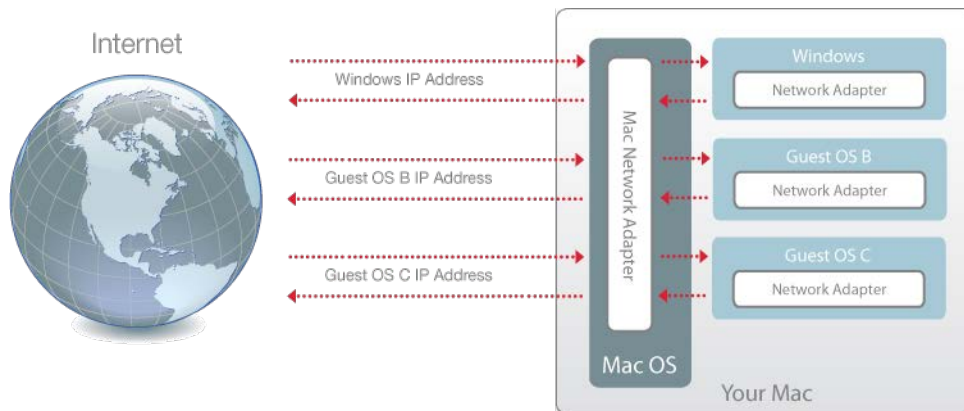 Internet
Windows IP Address
Guest OS B IP Address
Guest OS C IP Address
Mac Network Adapter
Mac OS
Windows
Network Adapter
Guest OS B
Network Adapter
Guest OS C
Network Adapter
Your Mac